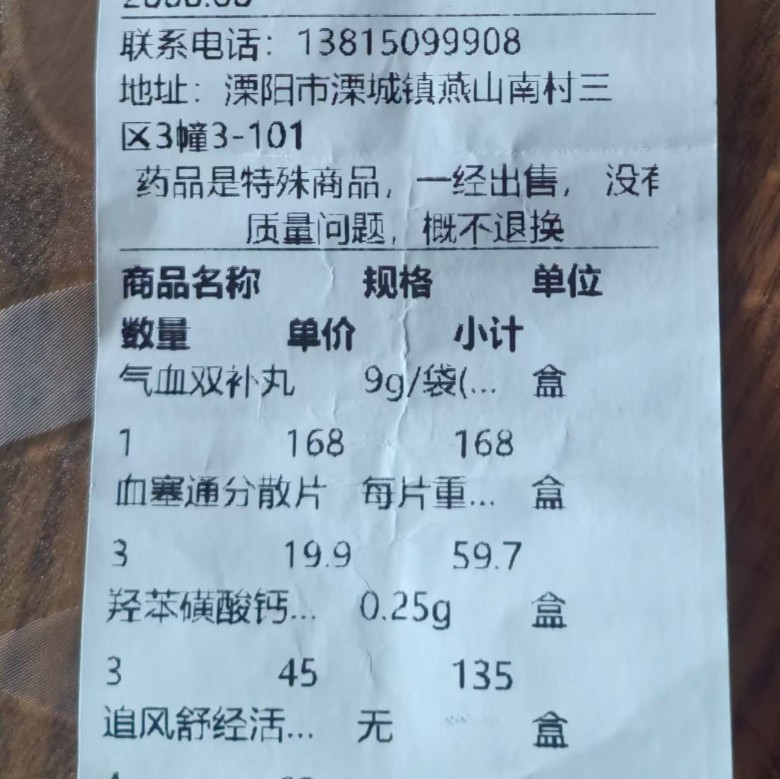 联系电话：13815099908
地址：溧阳市溧城镇燕山南村三
区3幢3-101
药品是特殊商品，一经出售，没有
质量问题，概不退换
商品名称 规格 单位
数量 单价 小计
气血双补丸 9g/袋(... 盒
1 168 168
血塞通分散片 每片重... 盒
3 19.9 59.7
羟苯磺酸钙... 0.25g 盒
3 45 135
追风舒经活... 无 盒